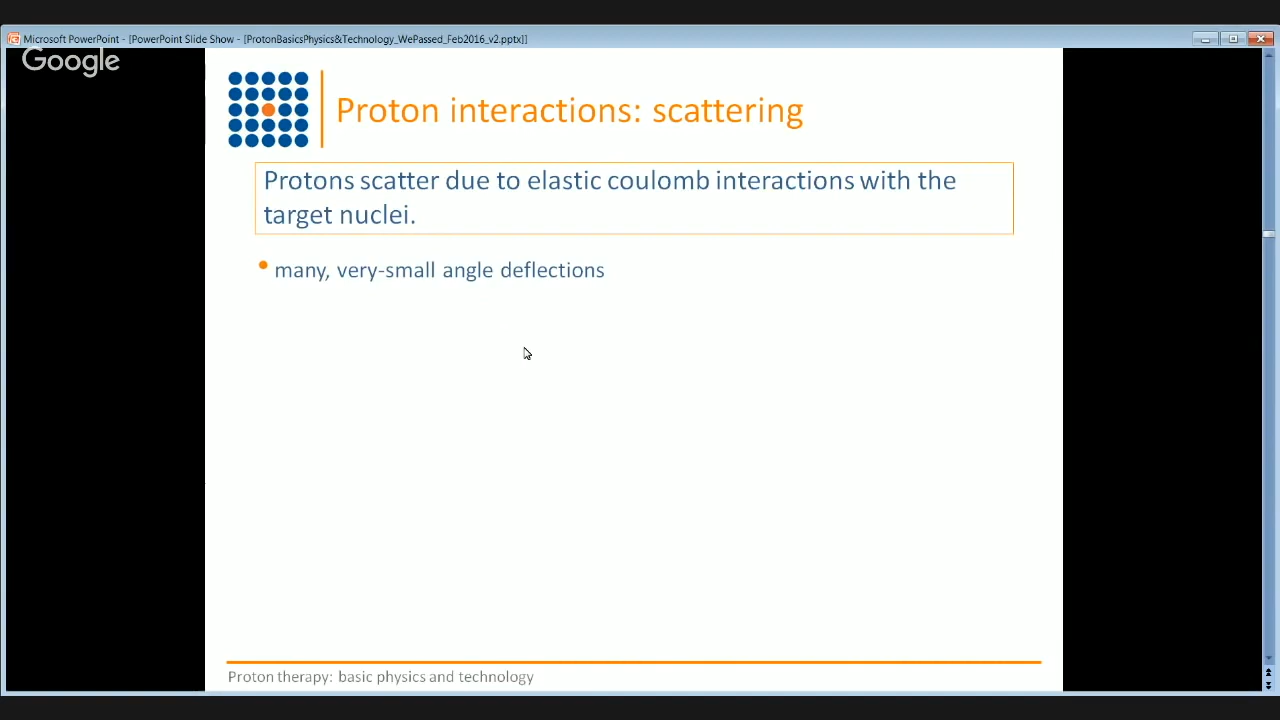 Microsoft PowerPoint - [PowerPoint Slide Show - [ProtonBasicsPhysics&Technology_WePassed_Feb2016_v2.pptx]]
Google
Proton interactions: scattering
Protons scatter due to elastic coulomb interactions with the
target nuclei.
• many, very-small angle deflections
Proton therapy: basic physics and technology